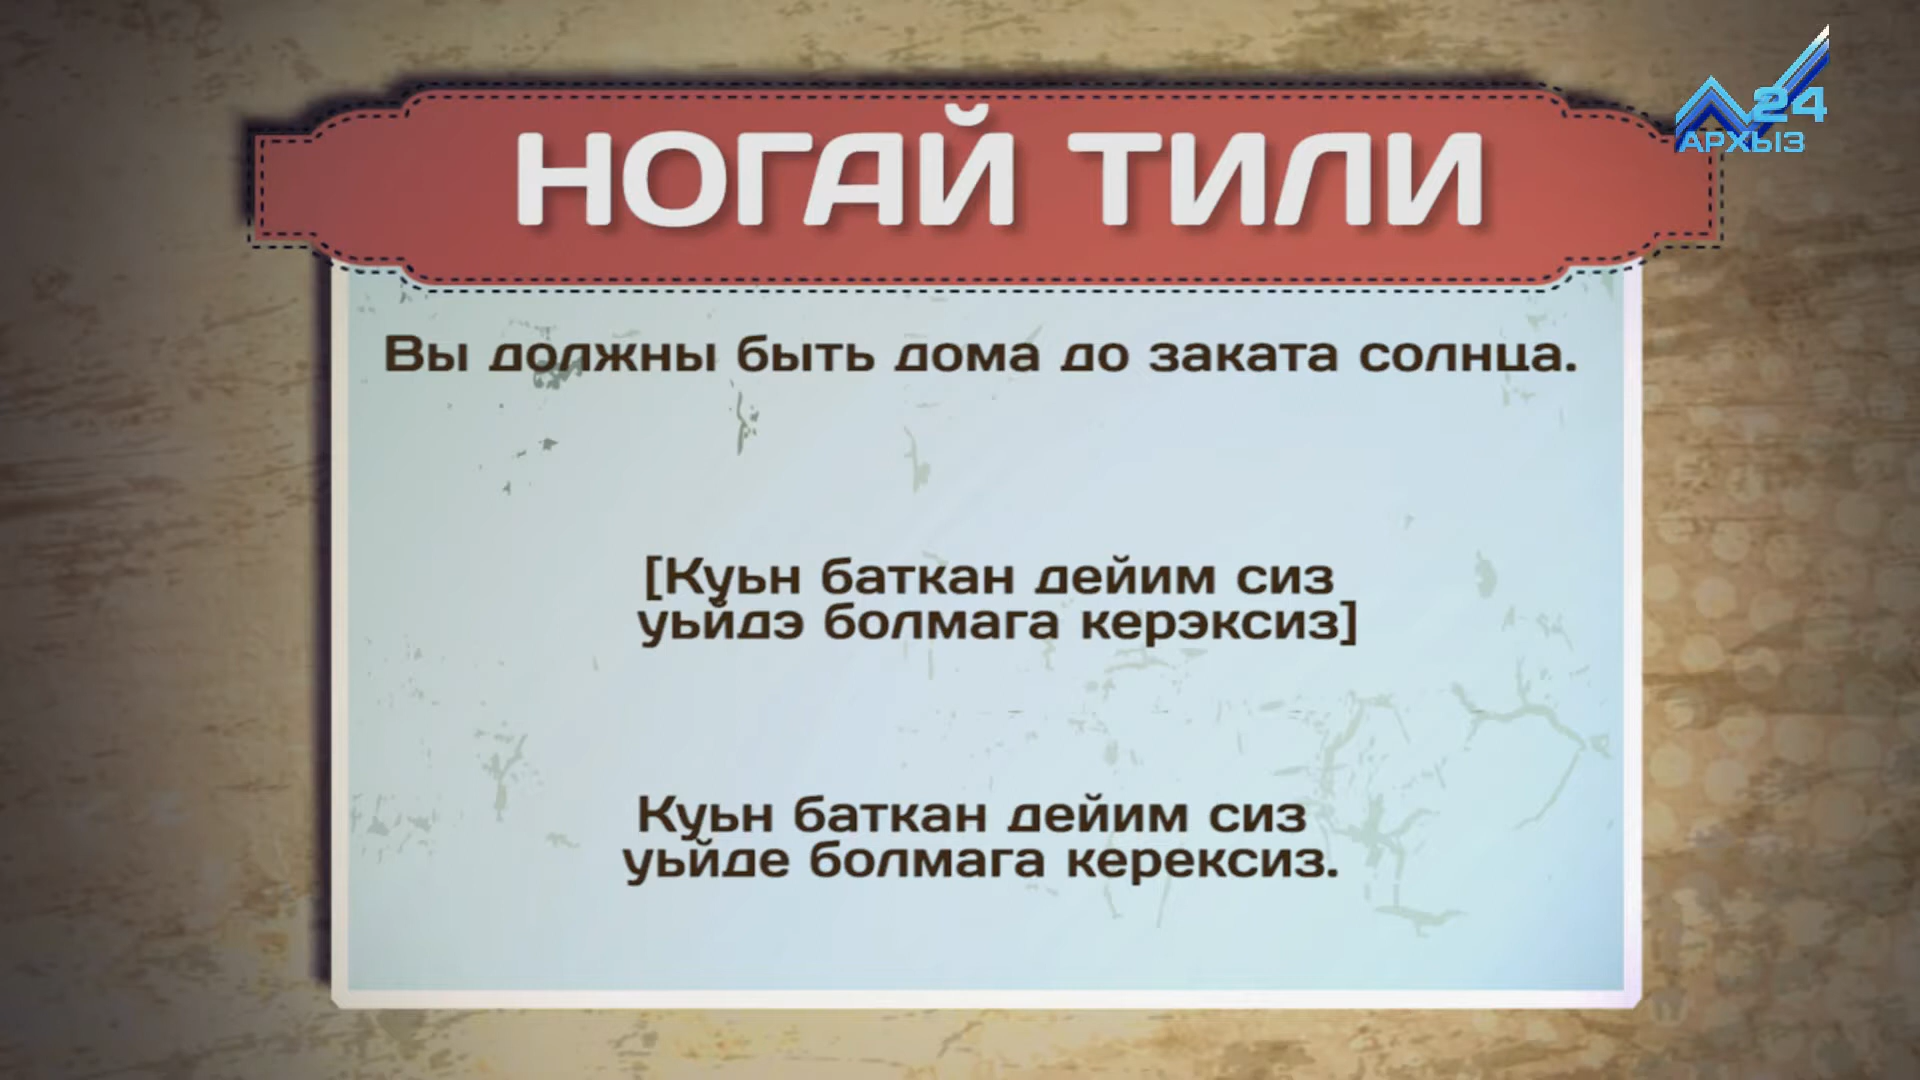 24
АРХЫЗ
НОГАЙ ТИЛИ
Вы должны быть дома до заката солнца.
[Куьн баткан дейим сиз
уьйдэ болмага керэксиз]
Куьн баткан дейим сиз
уьйде болмага керексиз.